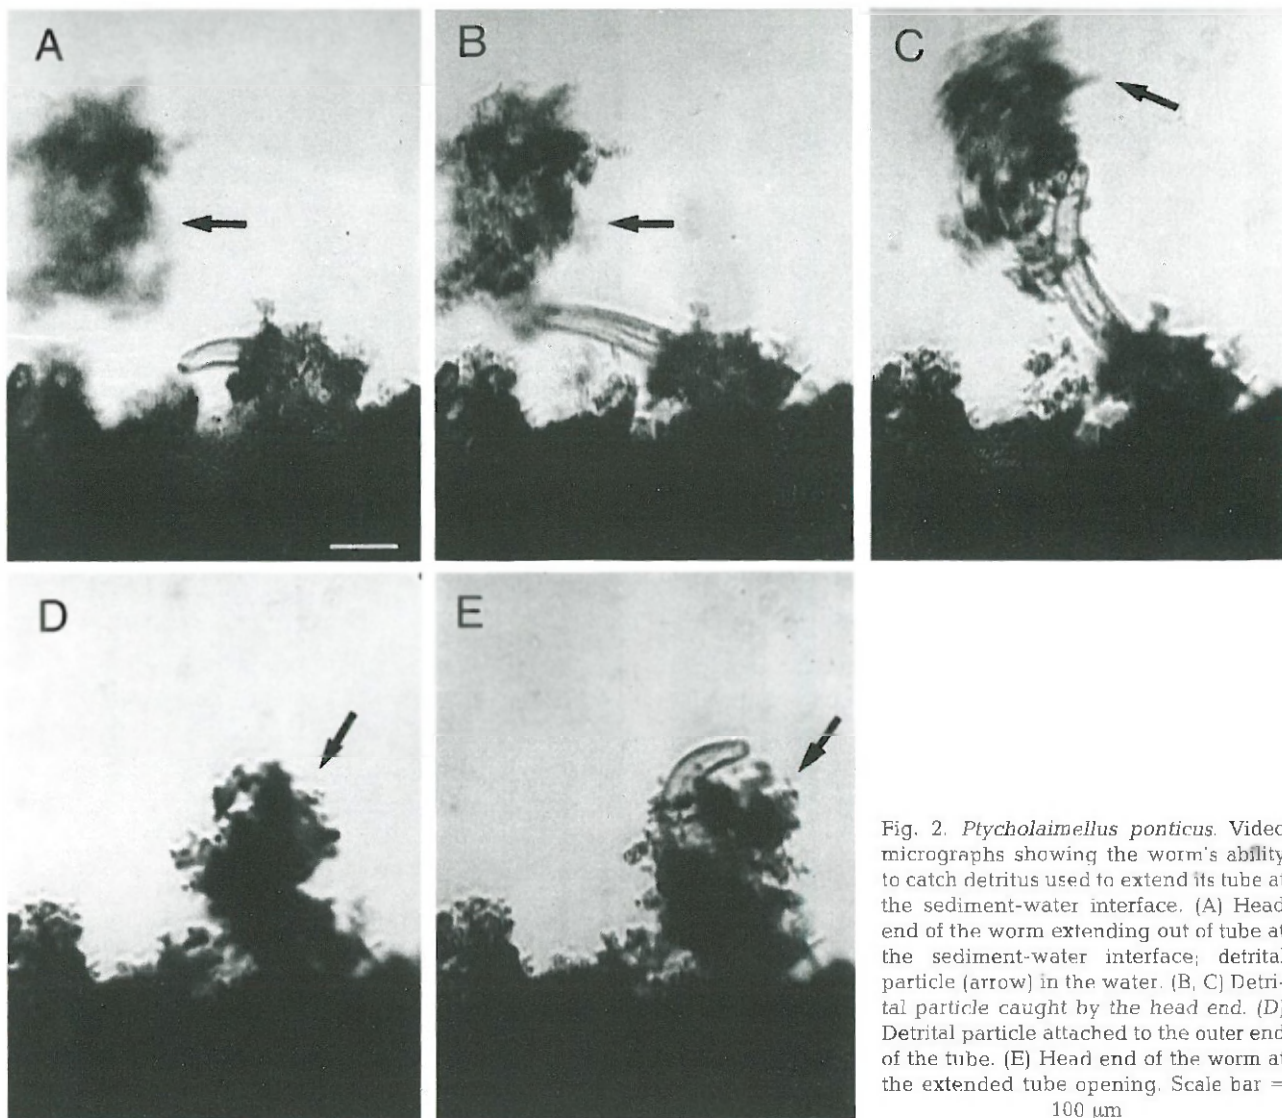 A
B
C
D
E
Fig. 2. Ptycholaimellus ponticus. Video
micrographs showing the worm's ability
to catch detritus used to extend its tube at
the sediment-water interface. (A) Head
end of the worm extending out of tube at
the sediment-water interface; detrital
particle (arrow) in the water. (B, C) Detri-
tal particle caught by the head end. (D)
Detrital particle attached to the outer end
of the tube. (E) Head end of the worm at
the extended tube opening. Scale bar =
100 µm